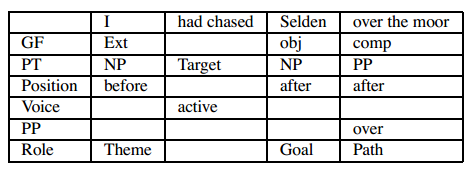 I had chased Selden over the moor
GF Ext obj comp
PT NP Target NP PP
Position before after after
Voice active
PP over
Role Theme Goal Path